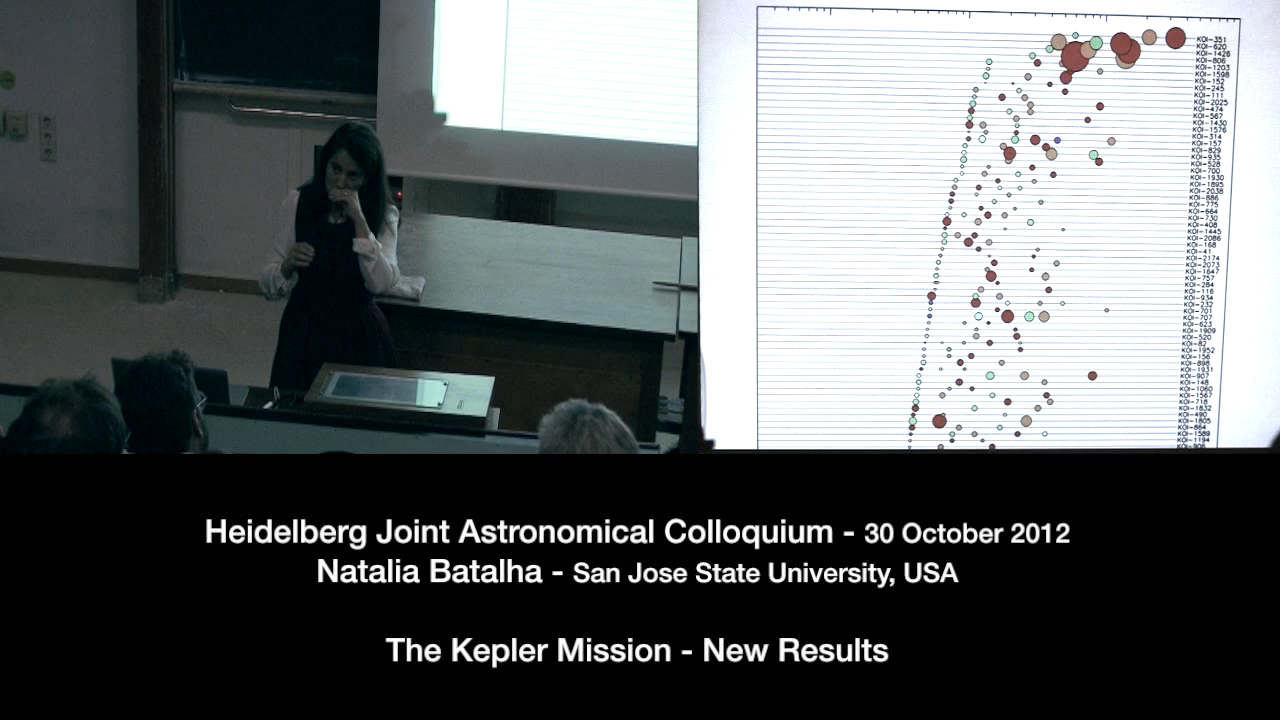 KOI-351
KOI-620
KOI-1426
KOI-806
KOI-1203
KOI-1598
KOI-152
KOI-245
KOI-111
KOI-2025
KOI-474
KOI-567
KOI-1430
KOI-1576
KOI-314
KOI-157
KOI-829
KOI-935
KOI-528
KOI-700
KOI-1930
KOI-1895
KOI-2038
KOI-886
KOI-775
KOI-664
KOI-730
KOI-408
KOI-1445
KOI-2086
KOI-168
KOI-41
KOI-2174
KOI-2073
KOI-1647
KOI-757
KOI-284
KOI-116
KOI-934
KOI-232
KOI-701
KOI-707
KOI-623
KOI-1909
KOI-520
KOI-82
KOI-1952
KOI-156
KOI-898
KOI-1931
KOI-907
KOI-148
KOI-1060
KOI-1567
KOI-718
KOI-1832
KOI-490
KOI-1805
KOI-864
KOI-1589
KOI-1194
Heidelberg Joint Astronomical Colloquium - 30 October 2012
Natalia Batalha - San Jose State University, USA
The Kepler Mission - New Results